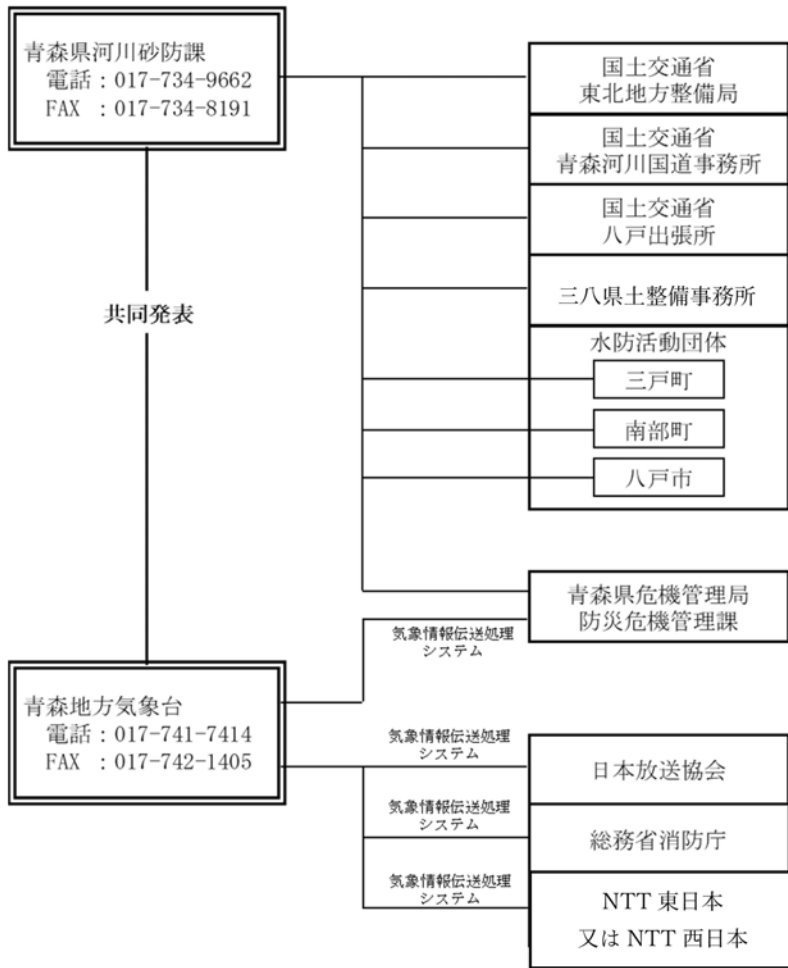 青森県河川砂防課
電話：017-734-9662
FAX ：017-734-8191
国土交通省
東北地方整備局
国土交通省
青森河川国道事務所
国土交通省
八戸出張所
三八県土整備事務所
共同発表
水防活動団体
三戸町
南部町
八戸市
青森県危機管理局
防災危機管理課
気象情報伝送処理
システム
青森地方気象台
電話：017-741-7414
FAX ：017-742-1405
気象情報伝送処理
システム
日本放送協会
気象情報伝送処理
システム
総務省消防庁
気象情報伝送処理
システム
NTT 東日本
又は NTT 西日本